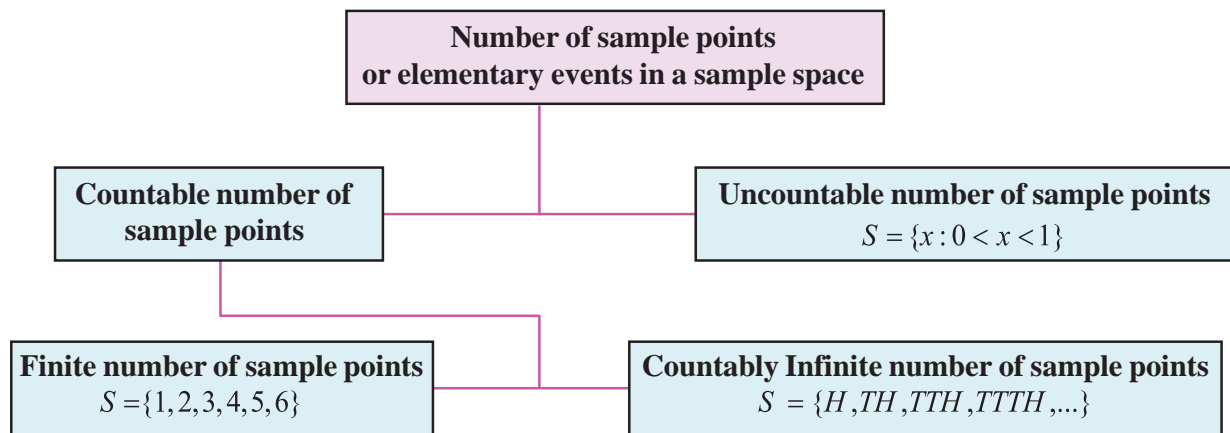 Number of sample points
or elementary events in a sample space
Countable number of
sample points
Uncountable number of sample points
S = {x : 0 < x < 1}
Finite number of sample points
S = {1, 2, 3, 4, 5, 6}
Countably Infinite number of sample points
S = {H , TH , TTH , TTTH , ...}